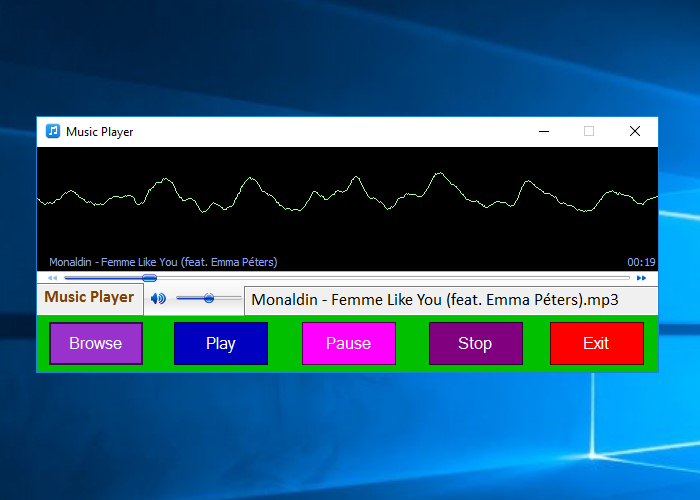 Music Player
Monaldin - Femme Like You (feat. Emma Péters)
00:19
Music Player
Monaldin - Femme Like You (feat. Emma Péters).mp3
Browse
Play
Pause
Stop
Exit